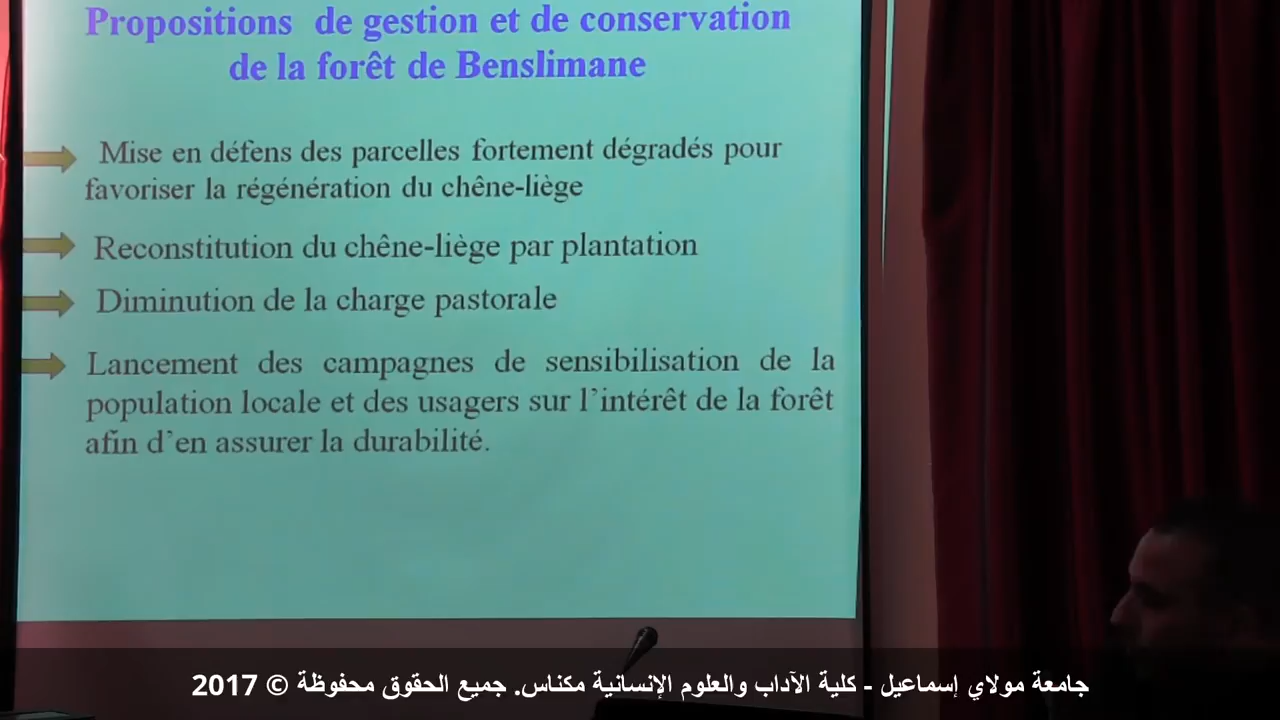 Propositions de gestion et de conservation
de la forêt de Benslimane
Mise en défens des parcelles fortement dégradés pour
favoriser la régénération du chêne-liège
Reconstitution du chêne-liège par plantation
Diminution de la charge pastorale
Lancement des campagnes de sensibilisation de la
population locale et des usagers sur l'intérêt de la forêt
afin d'en assurer la durabilité.
جامعة مولاي إسماعيل - كلية الآداب والعلوم الإنسانية مكناس. جميع الحقوق محفوظة © 2017